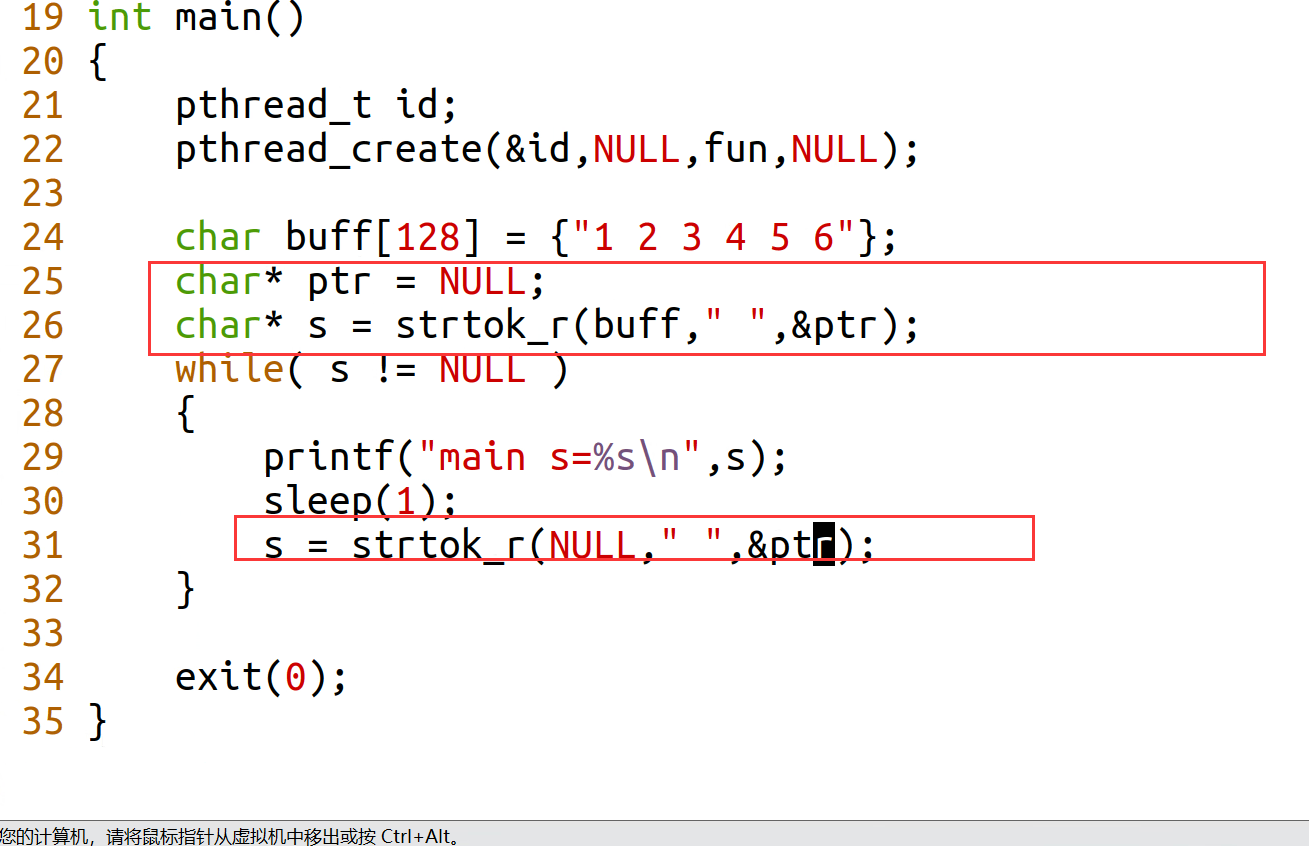 19 int main()
20 {
21     pthread_t id;
22     pthread_create(&id,NULL,fun,NULL);
23
24     char buff[128] = {"1 2 3 4 5 6"};
25     char* ptr = NULL;
26     char* s = strtok_r(buff," ",&ptr);
27     while( s != NULL )
28     {
29         printf("main s=%s\n",s);
30         sleep(1);
31         s = strtok_r(NULL," ",&ptr);
32     }
33
34     exit(0);
35 }
您的计算机，请将鼠标指针从虚拟机中移出或按 Ctrl+Alt。